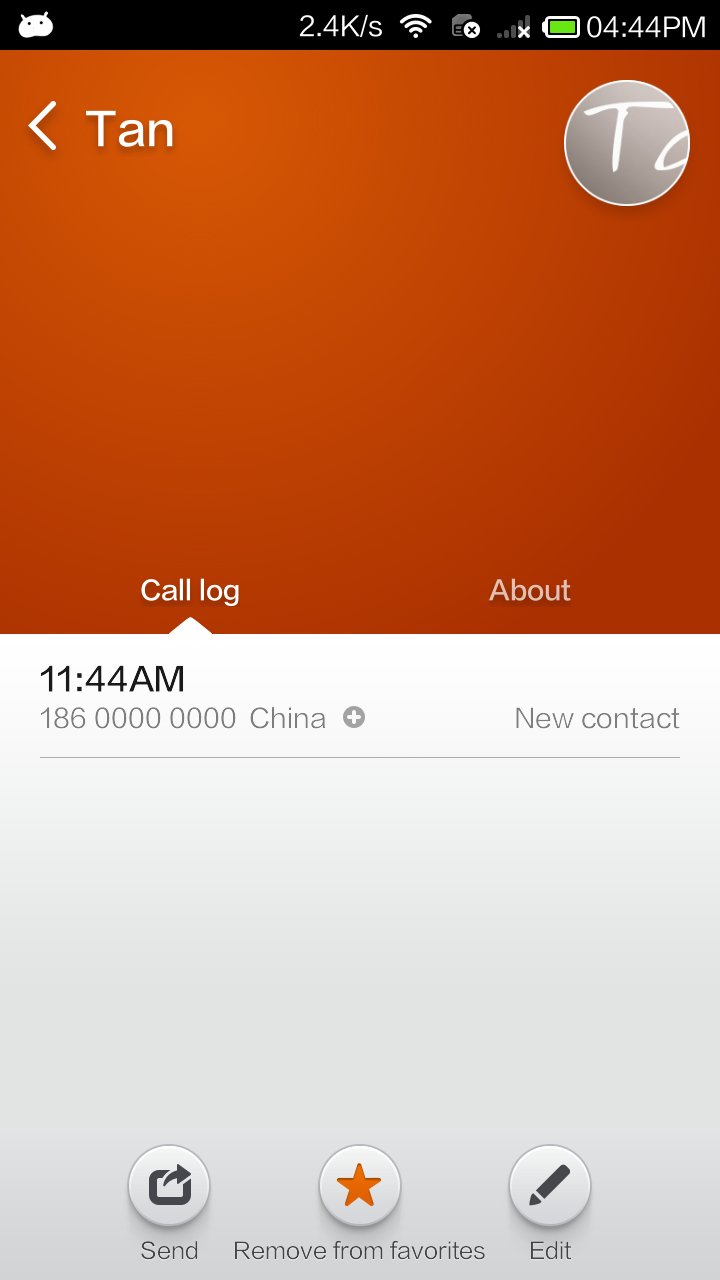 2.4K/s 04:44PM
Tan
Ta
Call log About
11:44AM
186 0000 0000 China New contact
Send Remove from favorites Edit